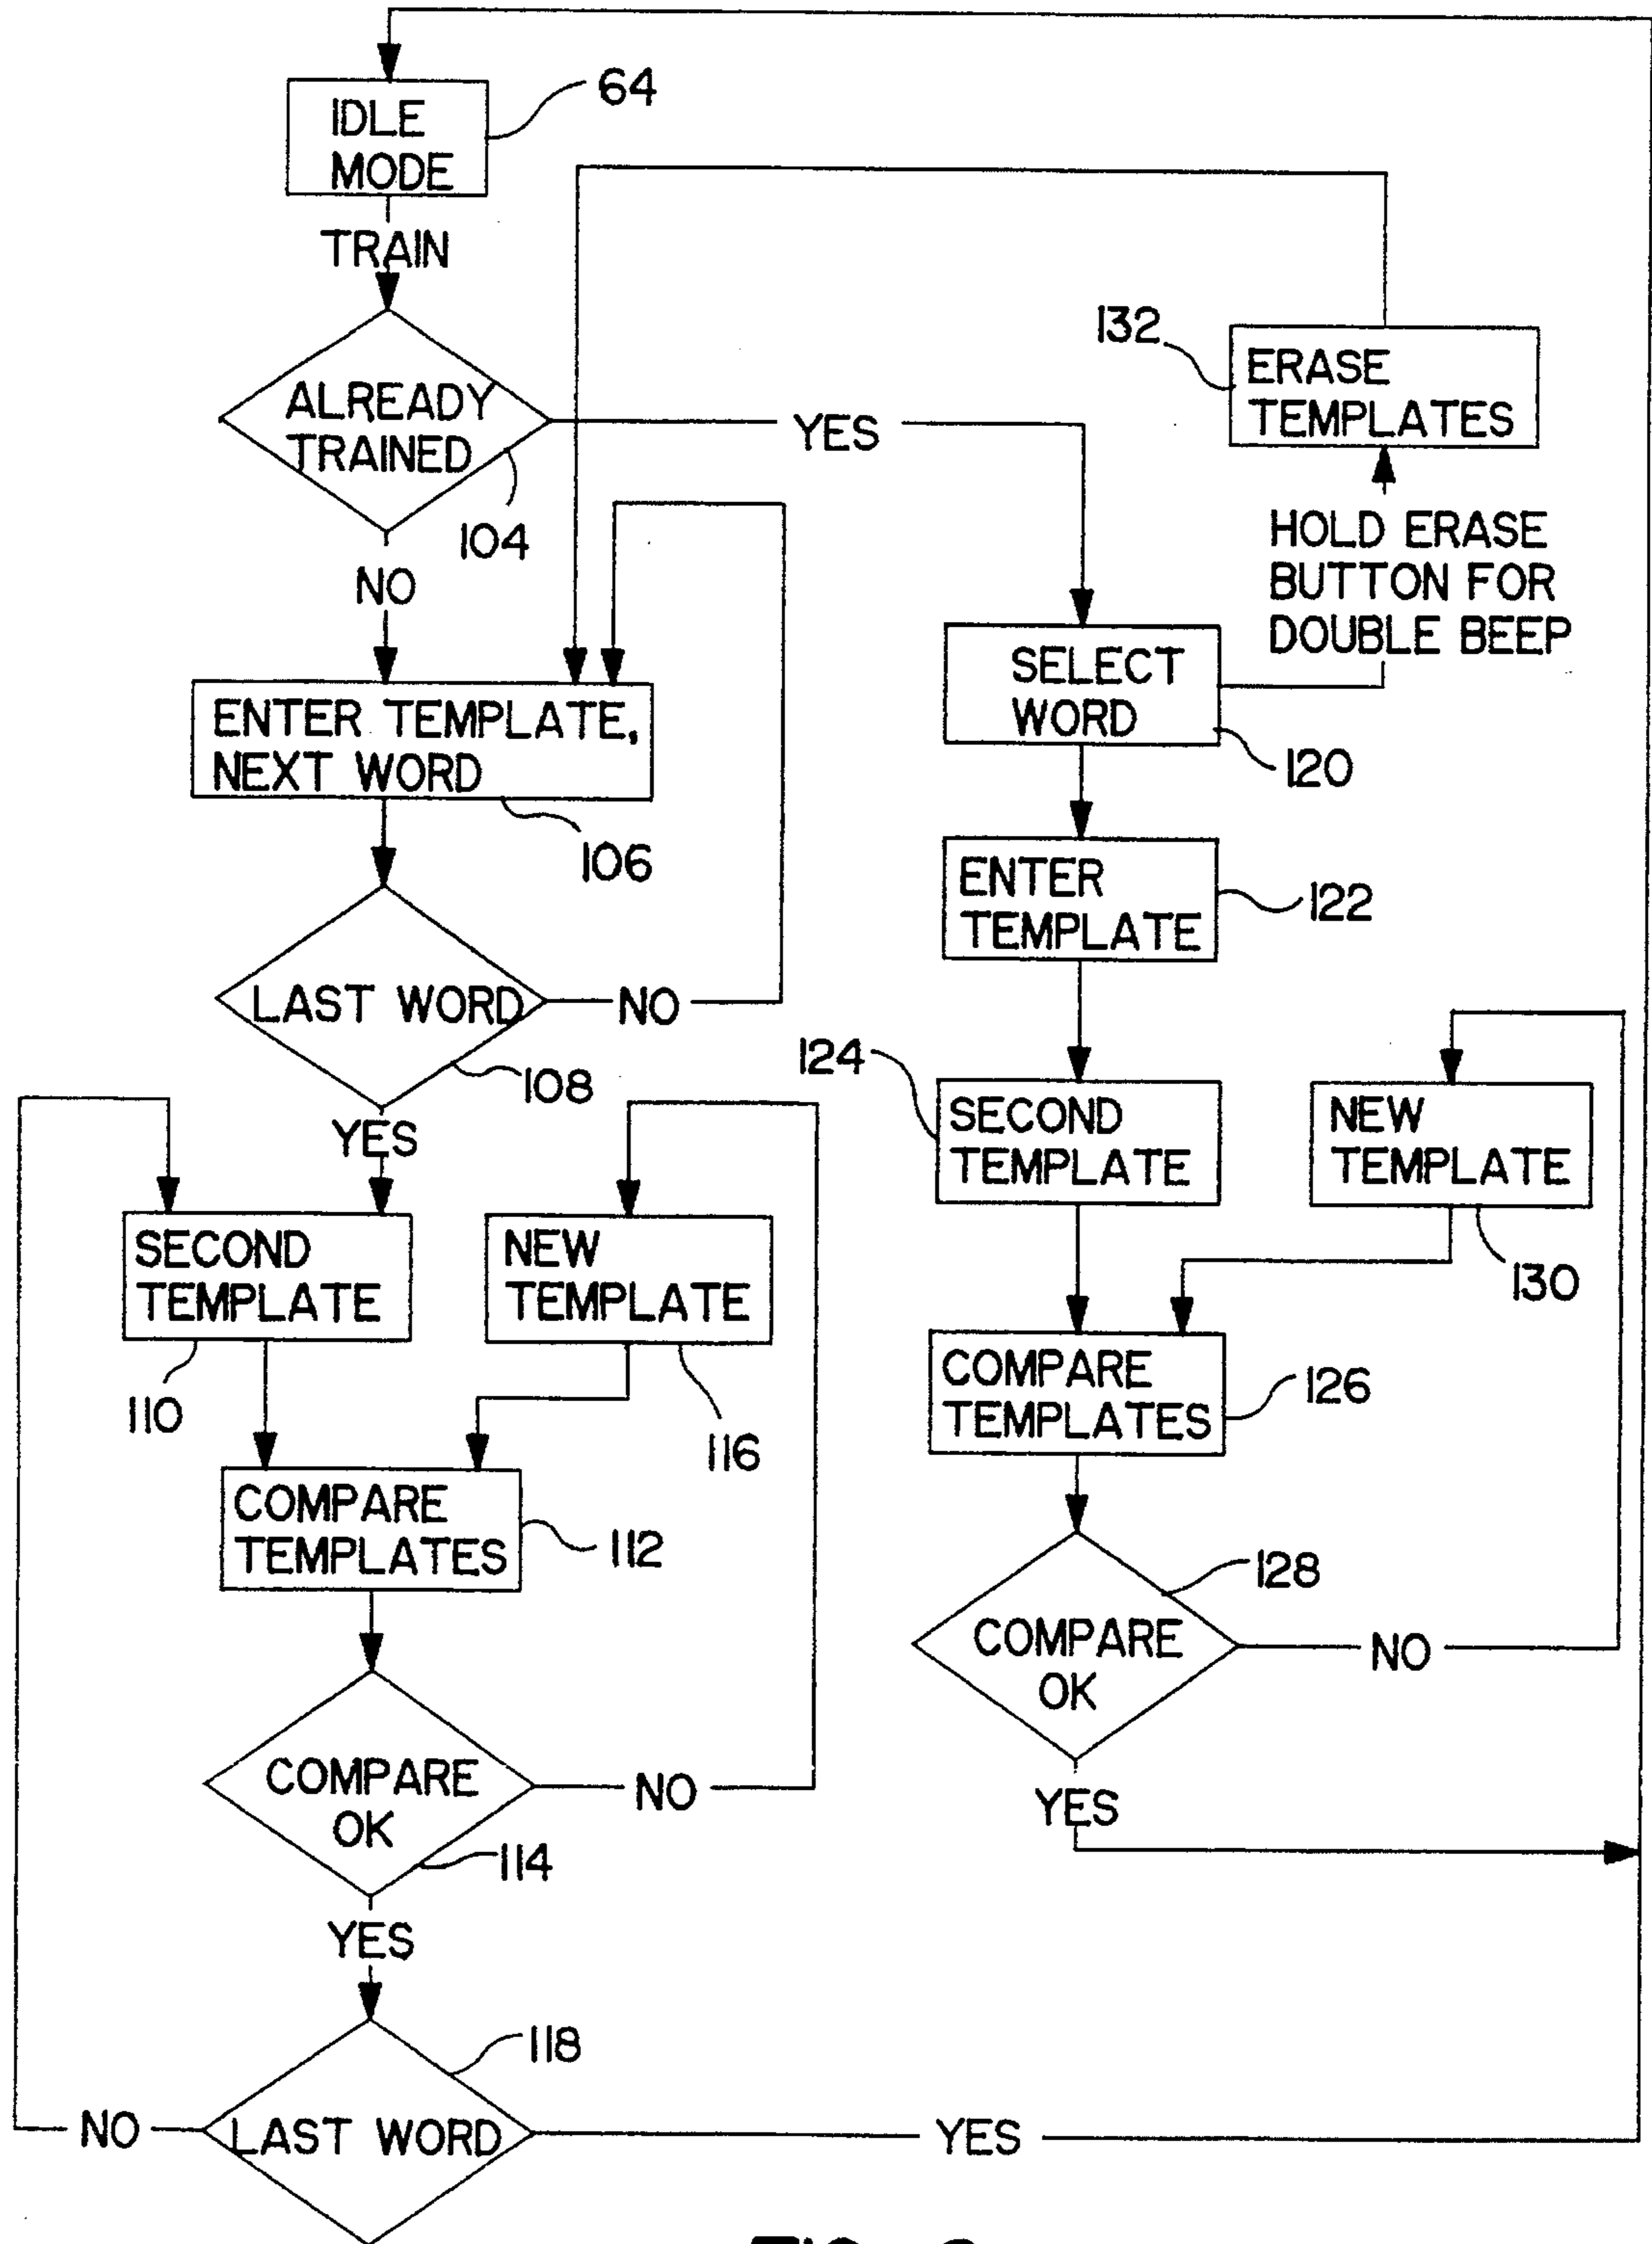 IDLE
MODE
64
TRAIN
ALREADY
TRAINED
104
YES
NO
132
ERASE
TEMPLATES
HOLD ERASE
BUTTON FOR
DOUBLE BEEP
SELECT
WORD
120
ENTER TEMPLATE,
NEXT WORD
106
ENTER
TEMPLATE
122
LAST WORD
NO
108
YES
124
SECOND
TEMPLATE
NEW
TEMPLATE
130
SECOND
TEMPLATE
110
NEW
TEMPLATE
116
COMPARE
TEMPLATES
126
COMPARE
TEMPLATES
112
COMPARE
OK
128
NO
YES
COMPARE
OK
NO
114
YES
118
LAST WORD
NO
YES